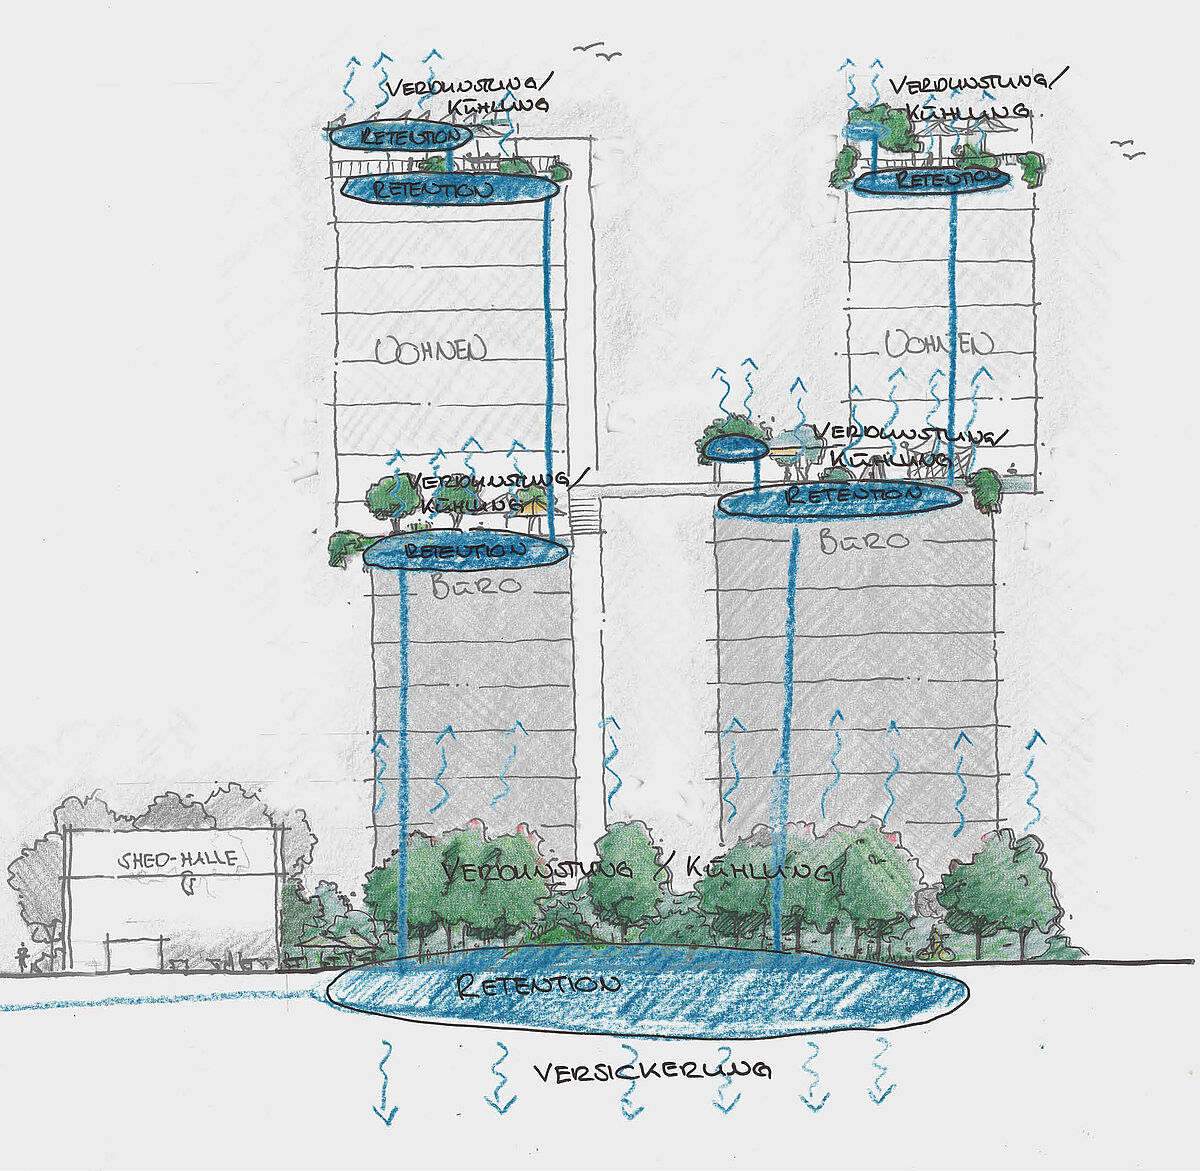 VERDUNSTUNG/
KÜHLUNG
VERDUNSTUNG/
KÜHLUNG
RETENTION
RETENTION
RETENTION
WOHNEN
WOHNEN
VERDUNSTUNG/
KÜHLUNG
VERDUNSTUNG/
KÜHLUNG
RETENTION
RETENTION
BÜRO
BÜRO
SHED-HALLE
VERDUNSTUNG / KÜHLUNG
RETENTION
VERSICKERUNG